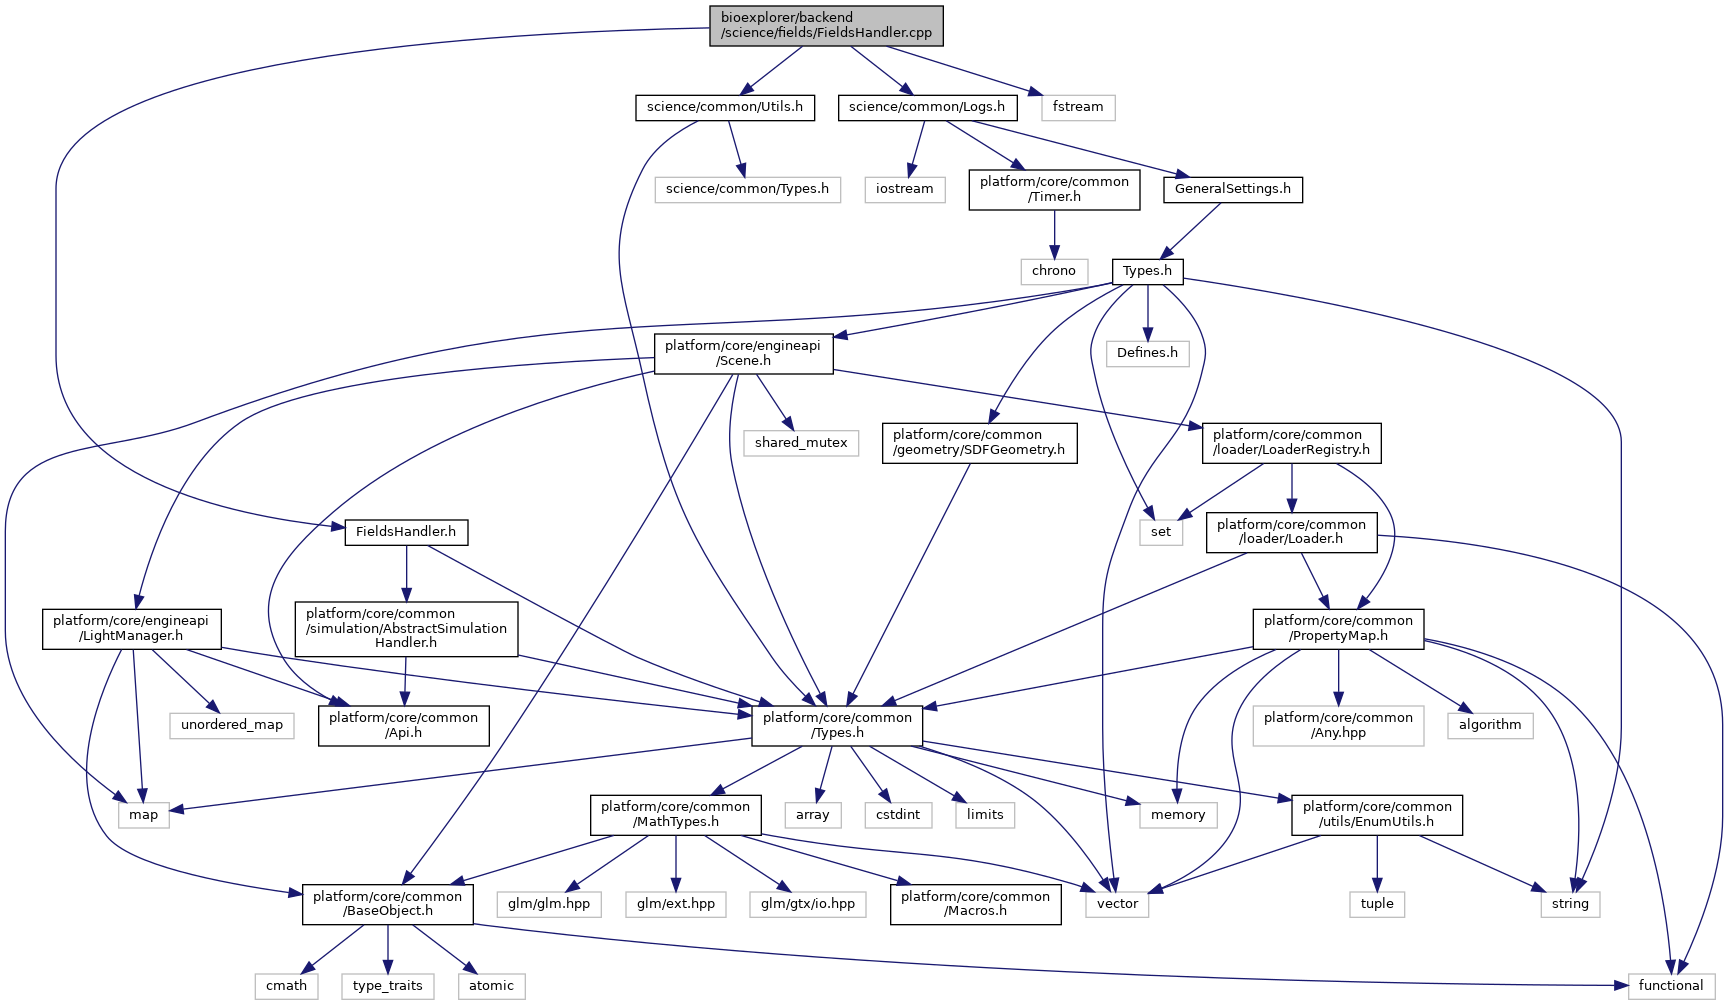 bioexplorer/backend
/science/fields/FieldsHandler.cpp
science/common/Utils.h
science/common/Logs.h
fstream
science/common/Types.h
iostream
platform/core/common
/Timer.h
GeneralSettings.h
chrono
Types.h
platform/core/engineapi
/Scene.h
Defines.h
shared_mutex
platform/core/common
/geometry/SDFGeometry.h
platform/core/common
/loader/LoaderRegistry.h
FieldsHandler.h
set
platform/core/common
/loader/Loader.h
platform/core/engineapi
/LightManager.h
platform/core/common
/simulation/AbstractSimulation
Handler.h
platform/core/common
/PropertyMap.h
unordered_map
platform/core/common
/Api.h
platform/core/common
/Types.h
platform/core/common
/Any.hpp
algorithm
map
platform/core/common
/MathTypes.h
array
cstdint
limits
memory
platform/core/common
/utils/EnumUtils.h
platform/core/common
/BaseObject.h
glm/glm.hpp
glm/ext.hpp
glm/gtx/io.hpp
platform/core/common
/Macros.h
vector
tuple
string
cmath
type_traits
atomic
functional